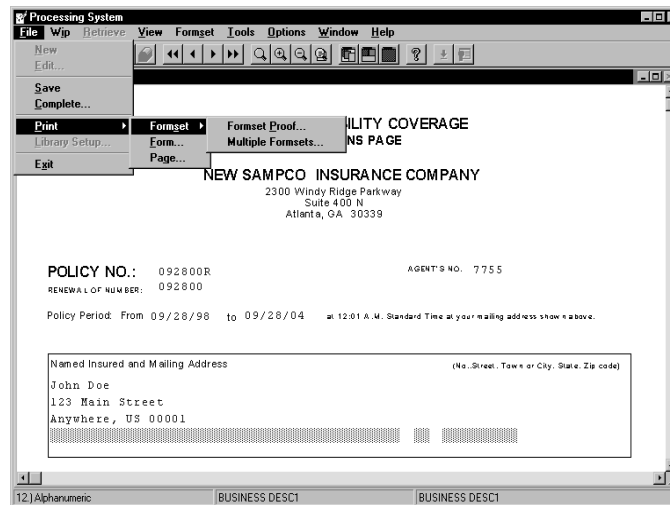 Processing System
File Wip Retrieve View Formset Tools Options Window Help
New
Edit...
Save
Complete...
Print
Library Setup...
Exit
Formset
Form...
Page...
Formset Proof...
Multiple Formsets...
ILITY COVERAGE
NS PAGE
NEW SAMPCO INSURANCE COMPANY
2300 Windy Ridge Parkway
Suite 400 N
Atlanta, GA 30339
POLICY NO.: 092800R
AGENT'S NO. 7755
RENEWAL OF NUMBER: 092800
Policy Period: From 09/28/98 to 09/28/04 at 12:01 A.M. Standard Time at your mailing address shown above.
Named Insured and Mailing Address (No., Street, Town or City, State, Zip code)
John Doe
123 Main Street
Anywhere, US 00001
12.) Alphanumeric BUSINESS DESC1 BUSINESS DESC1